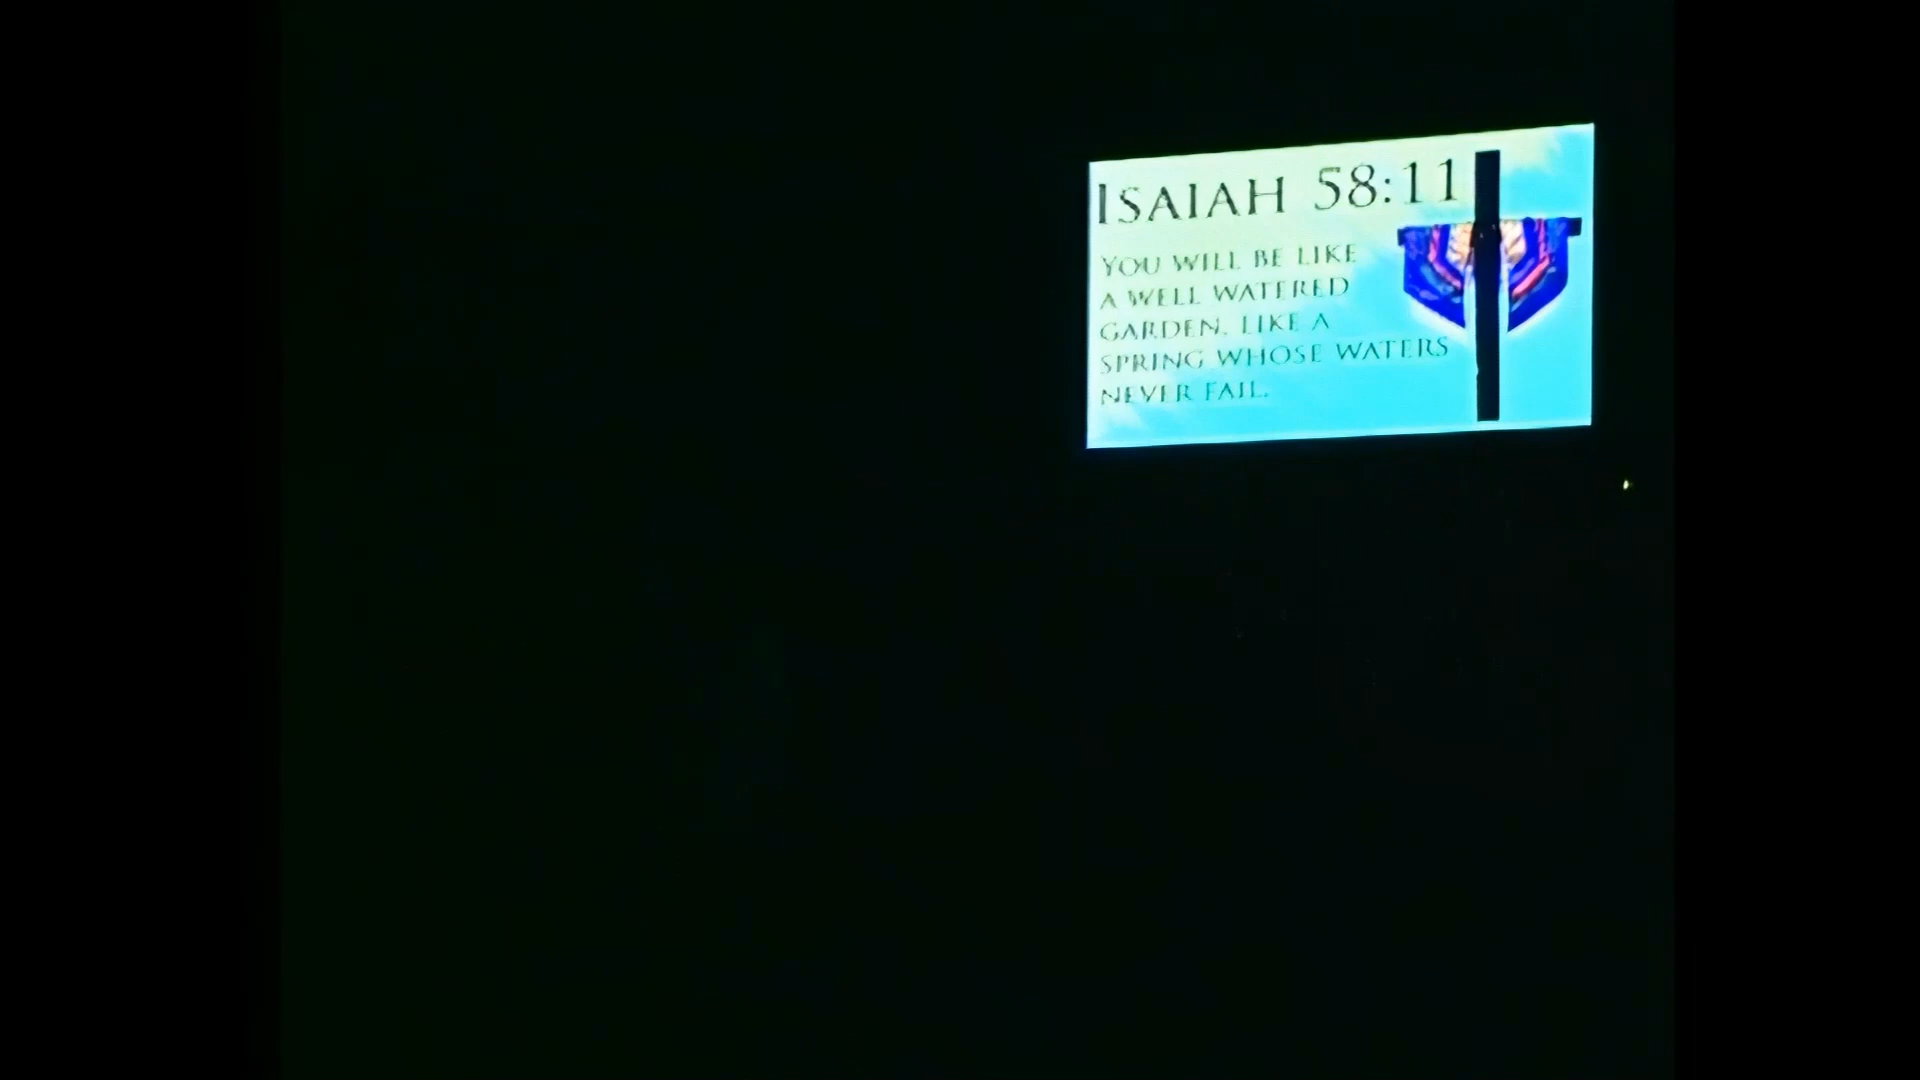 ISAIAH 58:11
YOU WILL BE LIKE
A WELL WATERED
GARDEN, LIKE A
SPRING WHOSE WATERS
NEVER FAIL.